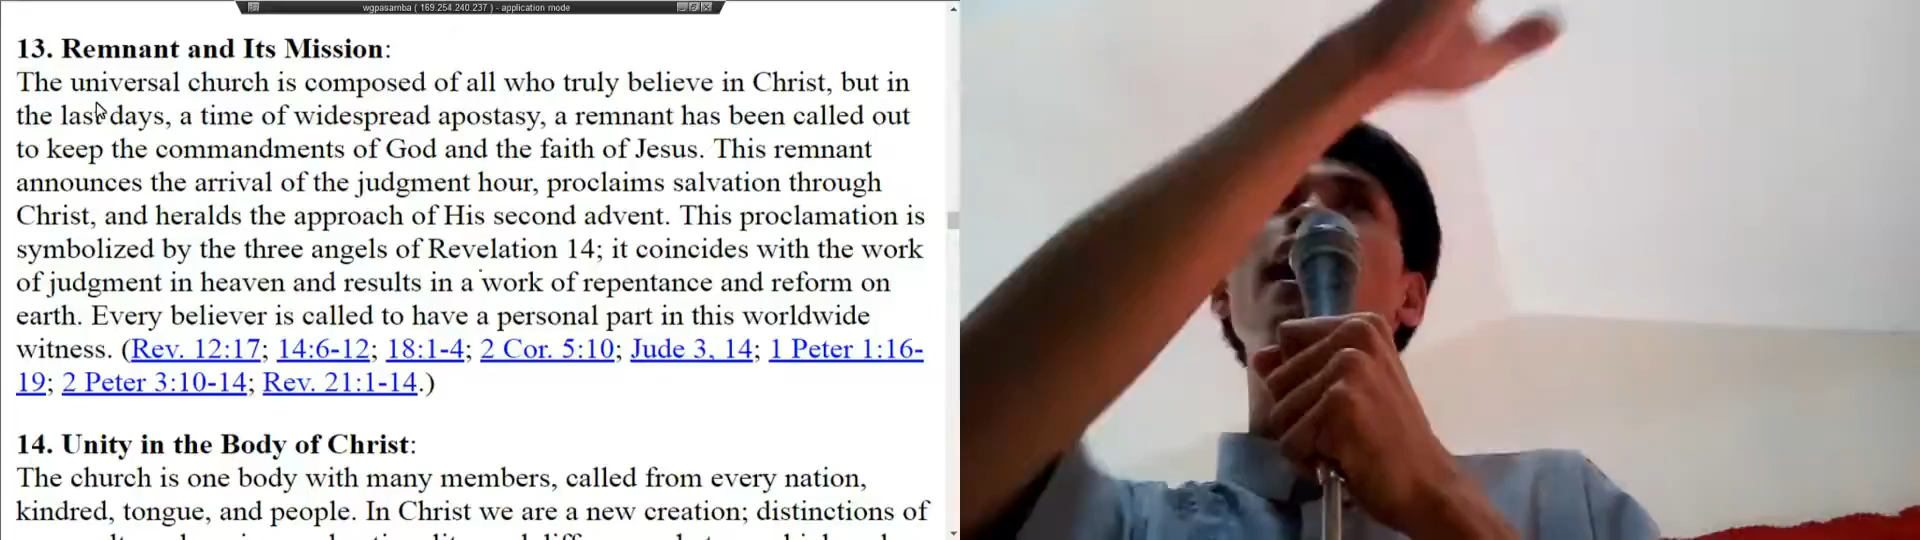 wgpasamba ( 169.254.240.237 ) - application mode
13. Remnant and Its Mission:
The universal church is composed of all who truly believe in Christ, but in
the last days, a time of widespread apostasy, a remnant has been called out
to keep the commandments of God and the faith of Jesus. This remnant
announces the arrival of the judgment hour, proclaims salvation through
Christ, and heralds the approach of His second advent. This proclamation is
symbolized by the three angels of Revelation 14; it coincides with the work
of judgment in heaven and results in a work of repentance and reform on
earth. Every believer is called to have a personal part in this worldwide
witness. (Rev. 12:17; 14:6-12; 18:1-4; 2 Cor. 5:10; Jude 3, 14; 1 Peter 1:16-
19; 2 Peter 3:10-14; Rev. 21:1-14.)
14. Unity in the Body of Christ:
The church is one body with many members, called from every nation,
kindred, tongue, and people. In Christ we are a new creation; distinctions of